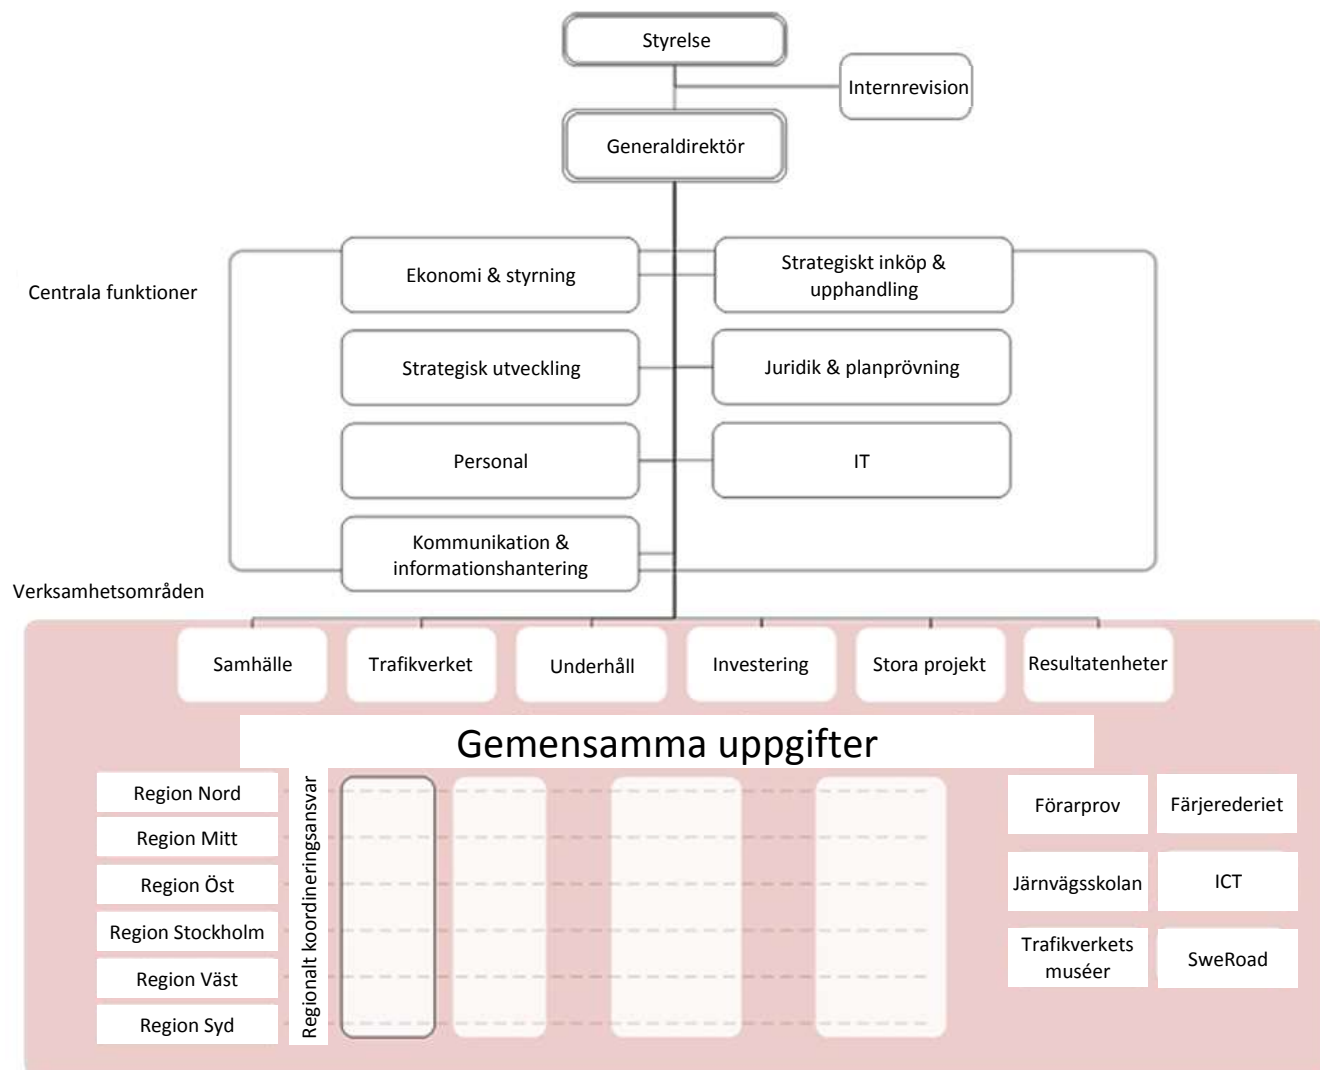 Styrelse
Internrevision
Generaldirektör
Centrala funktioner
Ekonomi & styrning
Strategiskt inköp &
upphandling
Strategisk utveckling
Juridik & planprövning
Personal
IT
Kommunikation &
informationshantering
Verksamhetsområden
Samhälle
Trafikverket
Underhåll
Investering
Stora projekt
Resultatenheter
Gemensamma uppgifter
Region Nord
Region Mitt
Region Öst
Region Stockholm
Region Väst
Region Syd
Regionalt koordineringsansvar
Förarprov
Färjerederiet
Järnvägsskolan
ICT
Trafikverkets
muséer
SweRoad